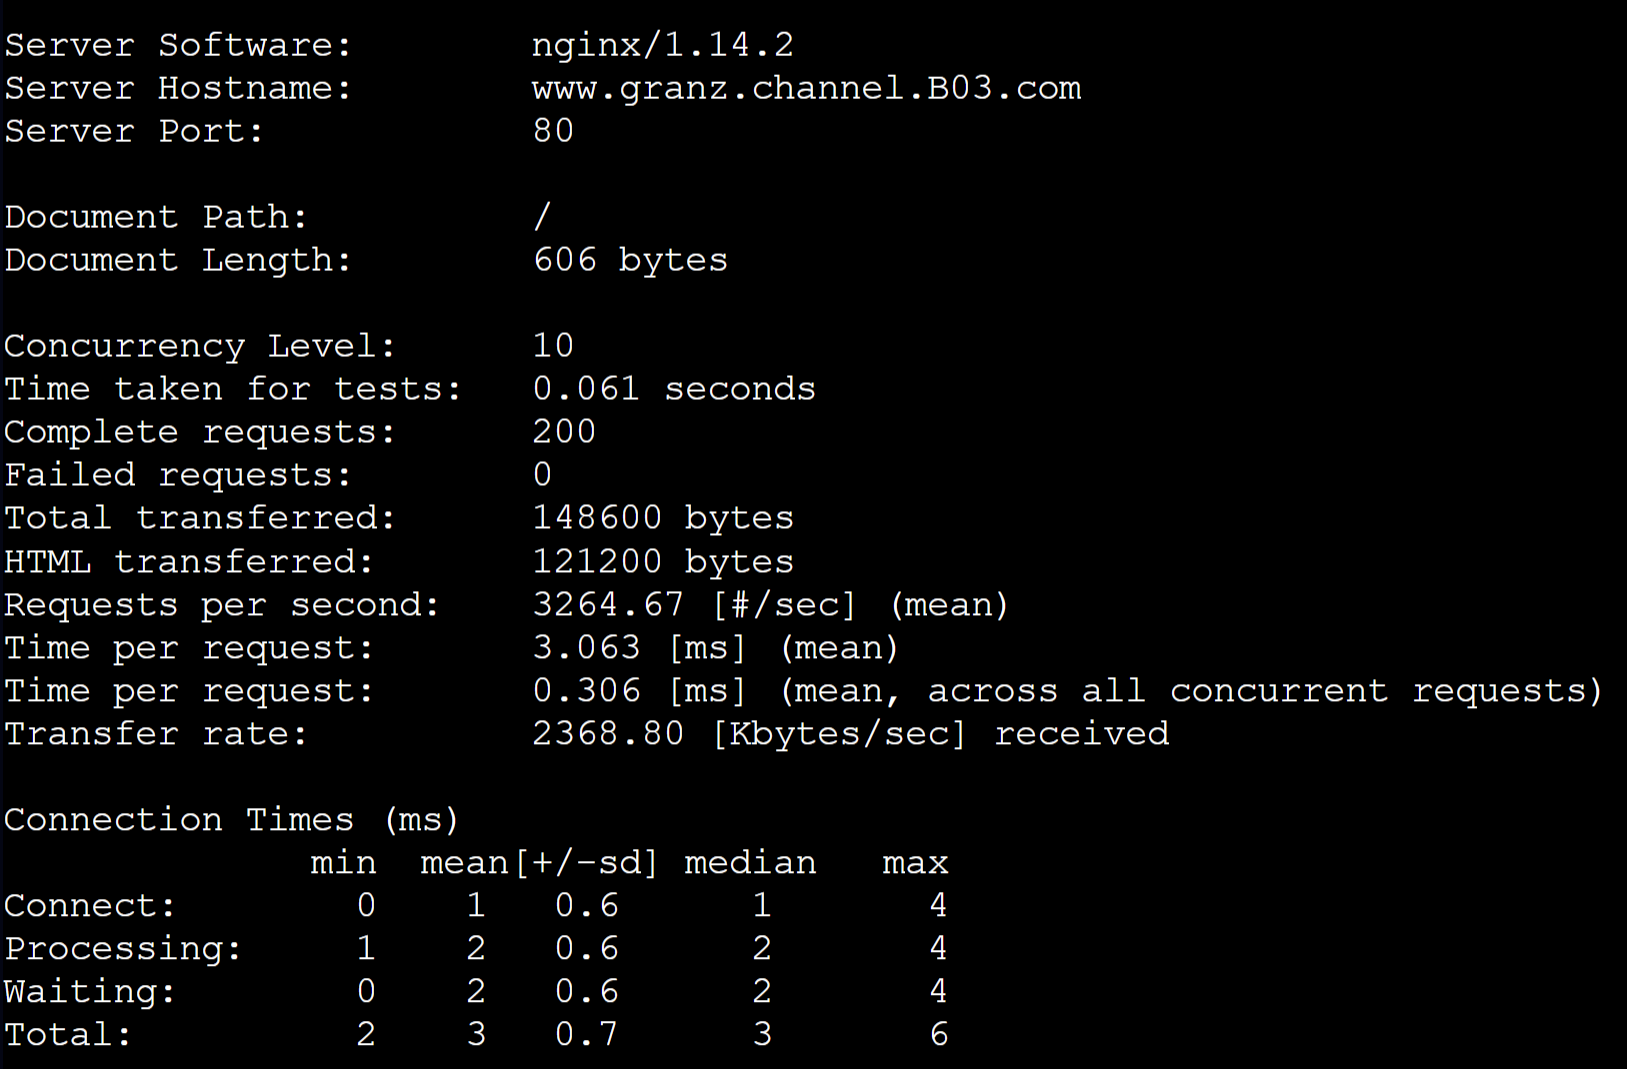 Server Software:        nginx/1.14.2
Server Hostname:        www.granz.channel.B03.com
Server Port:            80

Document Path:          /
Document Length:        606 bytes

Concurrency Level:      10
Time taken for tests:   0.061 seconds
Complete requests:      200
Failed requests:        0
Total transferred:      148600 bytes
HTML transferred:       121200 bytes
Requests per second:    3264.67 [#/sec] (mean)
Time per request:       3.063 [ms] (mean)
Time per request:       0.306 [ms] (mean, across all concurrent requests)
Transfer rate:          2368.80 [Kbytes/sec] received

Connection Times (ms)
              min  mean[+/-sd] median   max
Connect:        0    1   0.6      1       4
Processing:     1    2   0.6      2       4
Waiting:        0    2   0.6      2       4
Total:          2    3   0.7      3       6